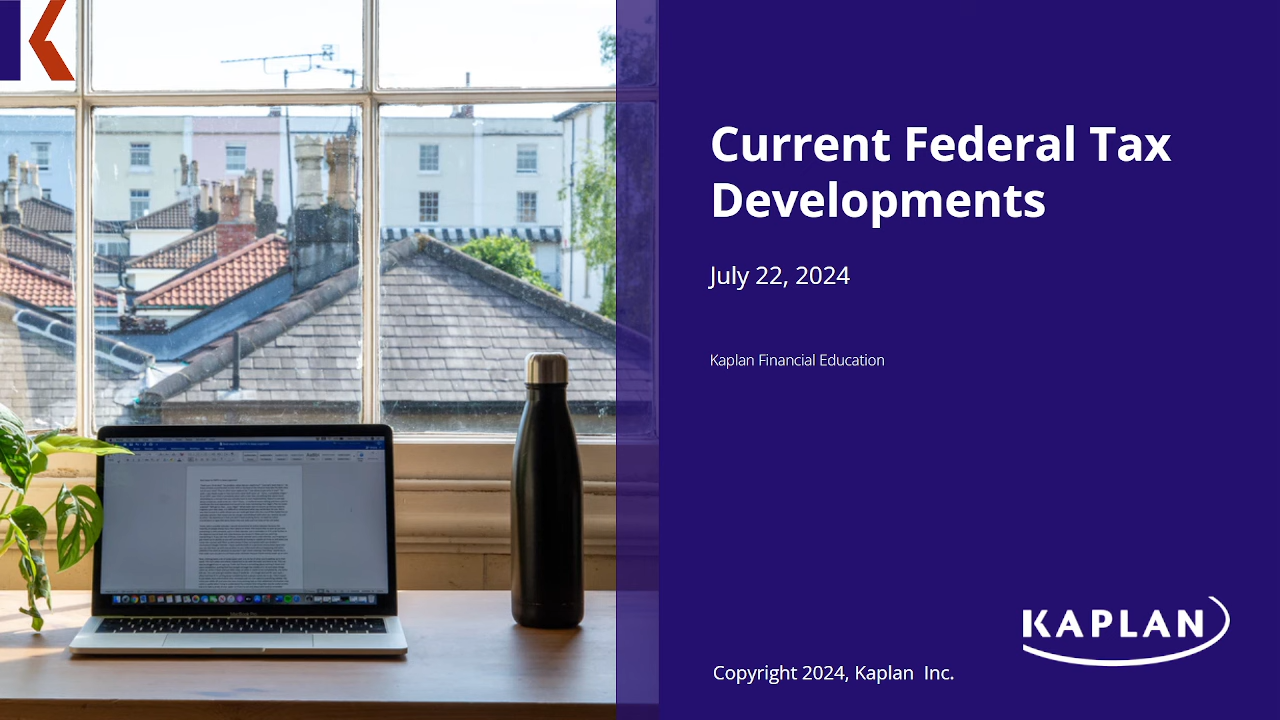 Current Federal Tax
Developments
July 22, 2024
Kaplan Financial Education
KAPLAN
Copyright 2024, Kaplan Inc.